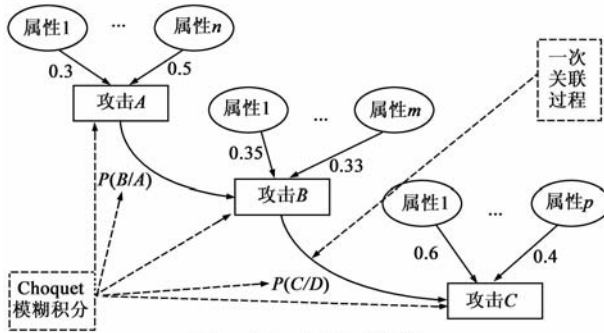 属性1 ... 属性n
0.3 0.5
攻击A
一次
关联
过程
属性1 ... 属性m
0.35 0.33
P(B/A)
攻击B
属性1 ... 属性p
0.6 0.4
Choquet
模糊积分
P(C/D)
攻击C